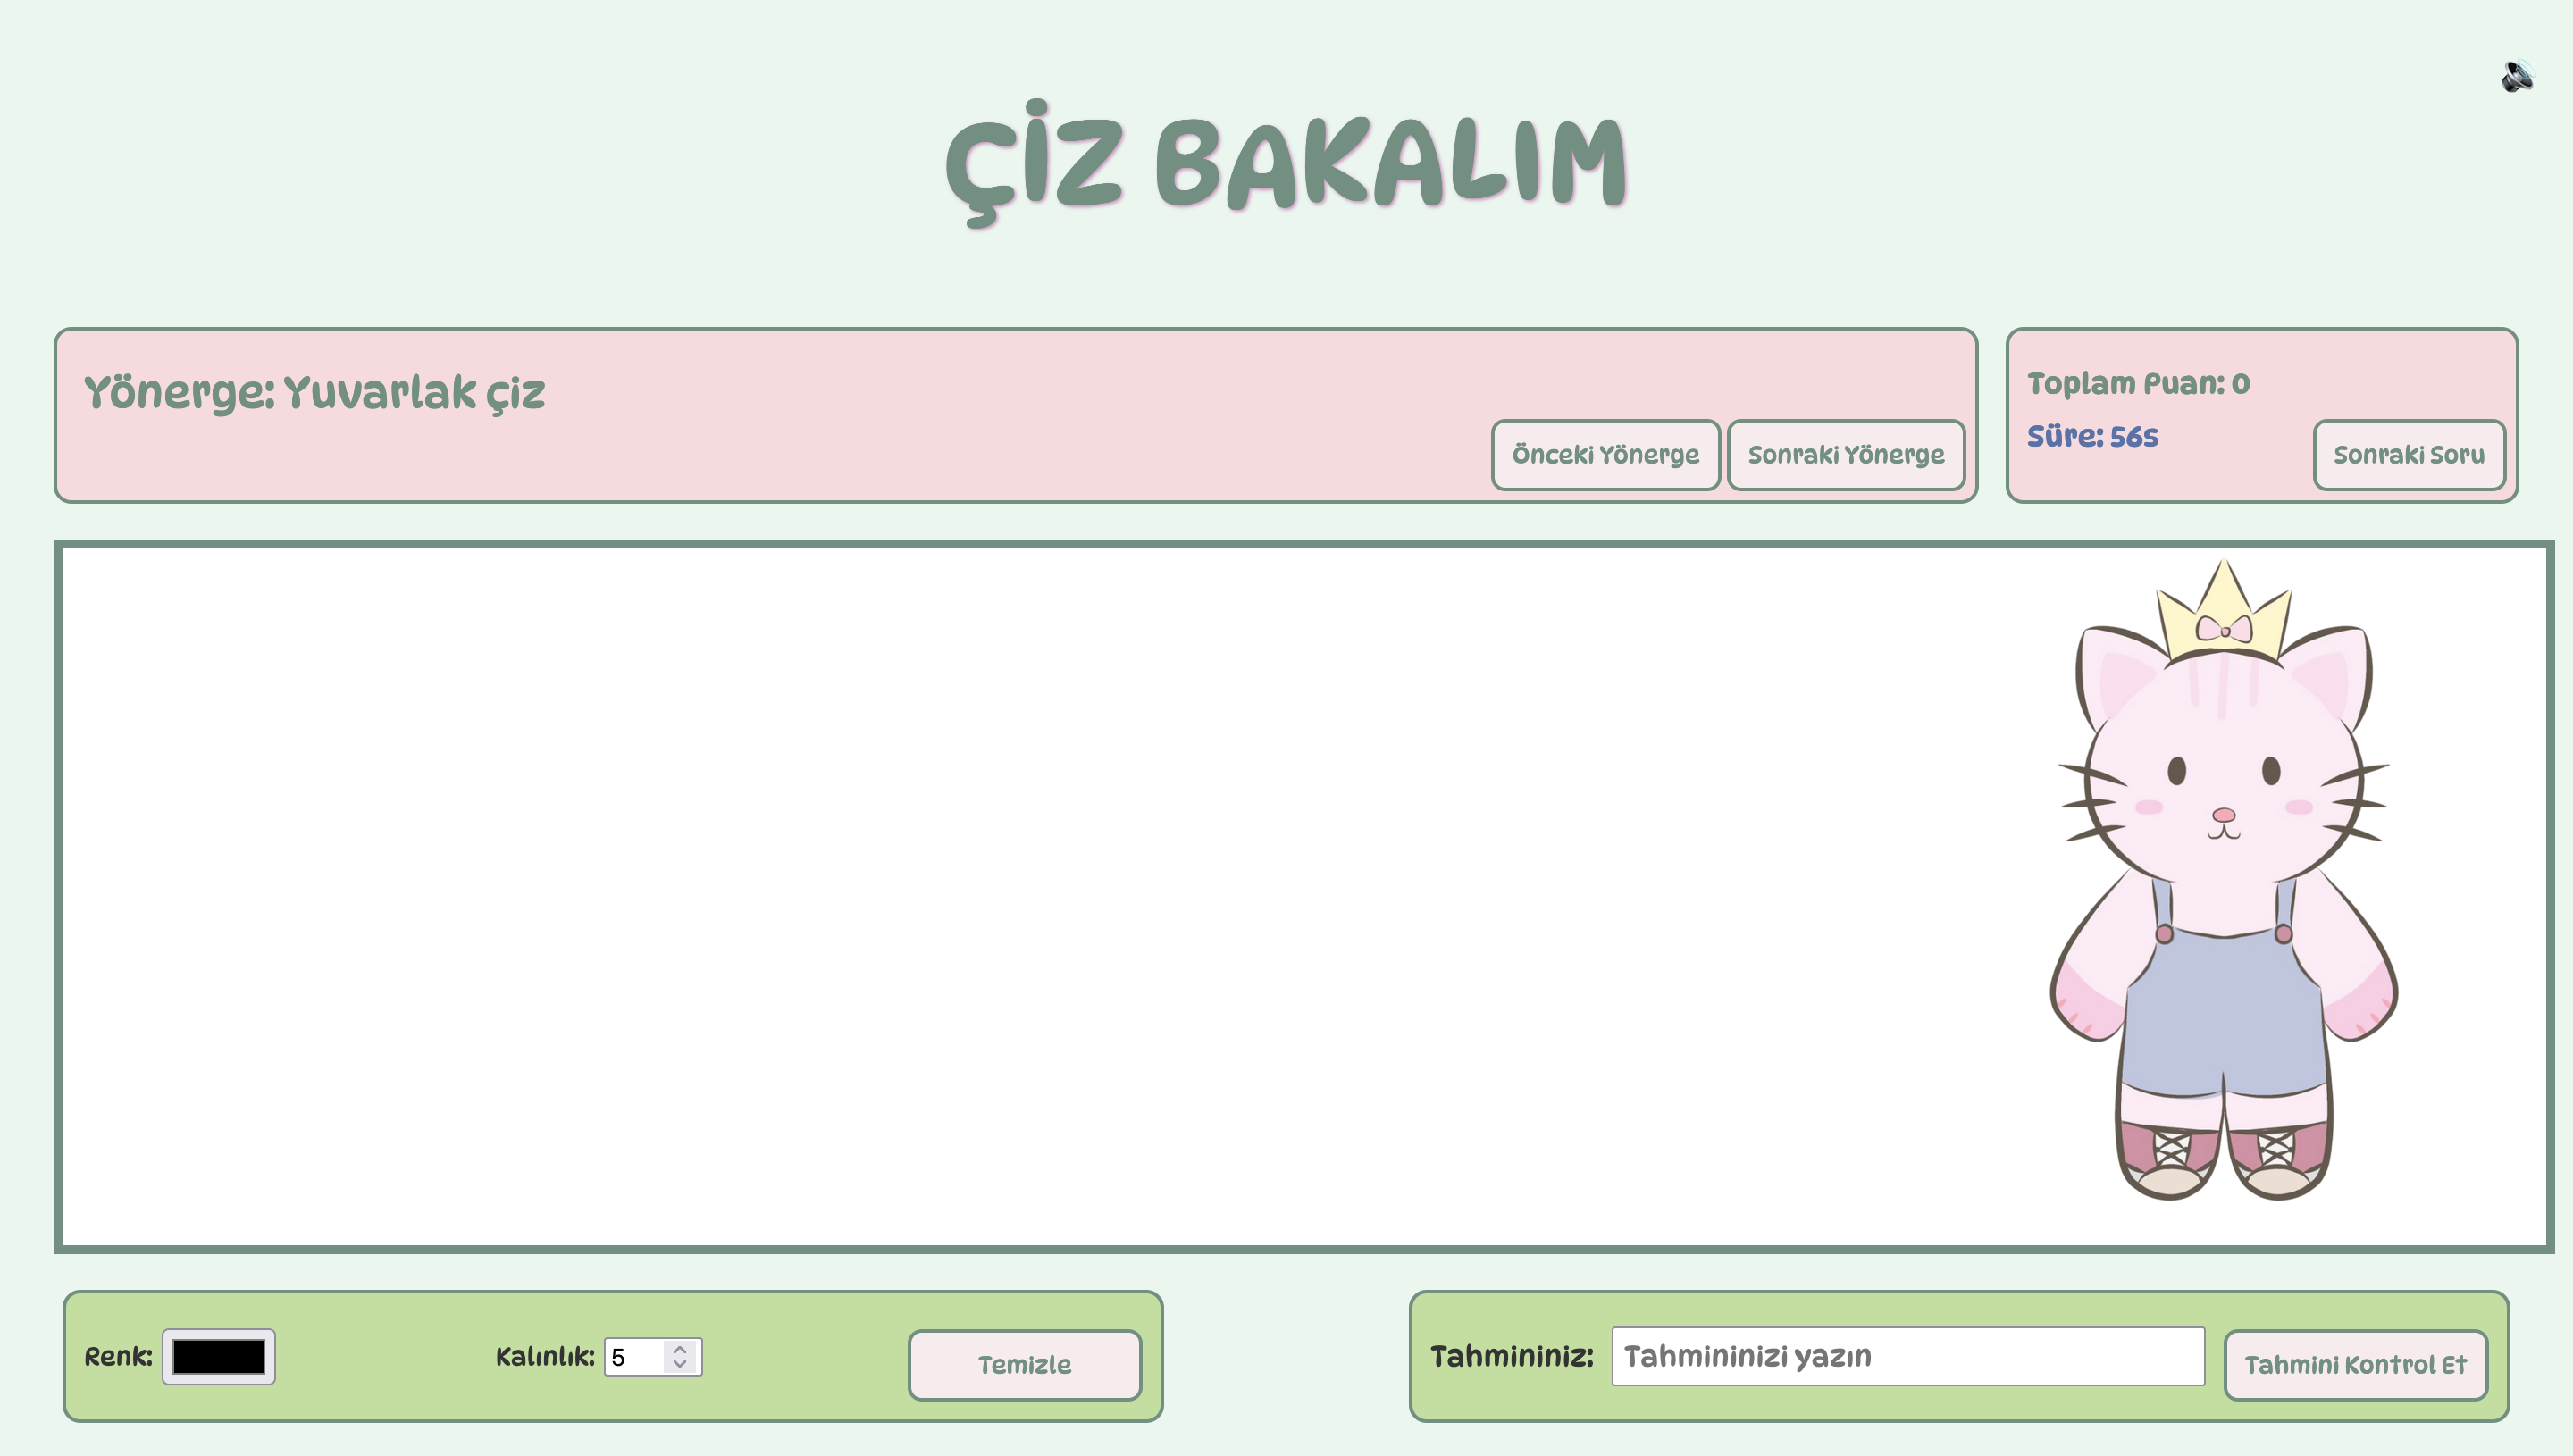 ÇİZ BAKALIM
Yönerge: Yuvarlak çiz
Önceki Yönerge
Sonraki Yönerge
Toplam Puan: 0
Süre: 56s
Sonraki Soru
Renk:
Kalınlık: 5
Temizle
Tahmininiz: Tahmininizi yazın
Tahmini Kontrol Et